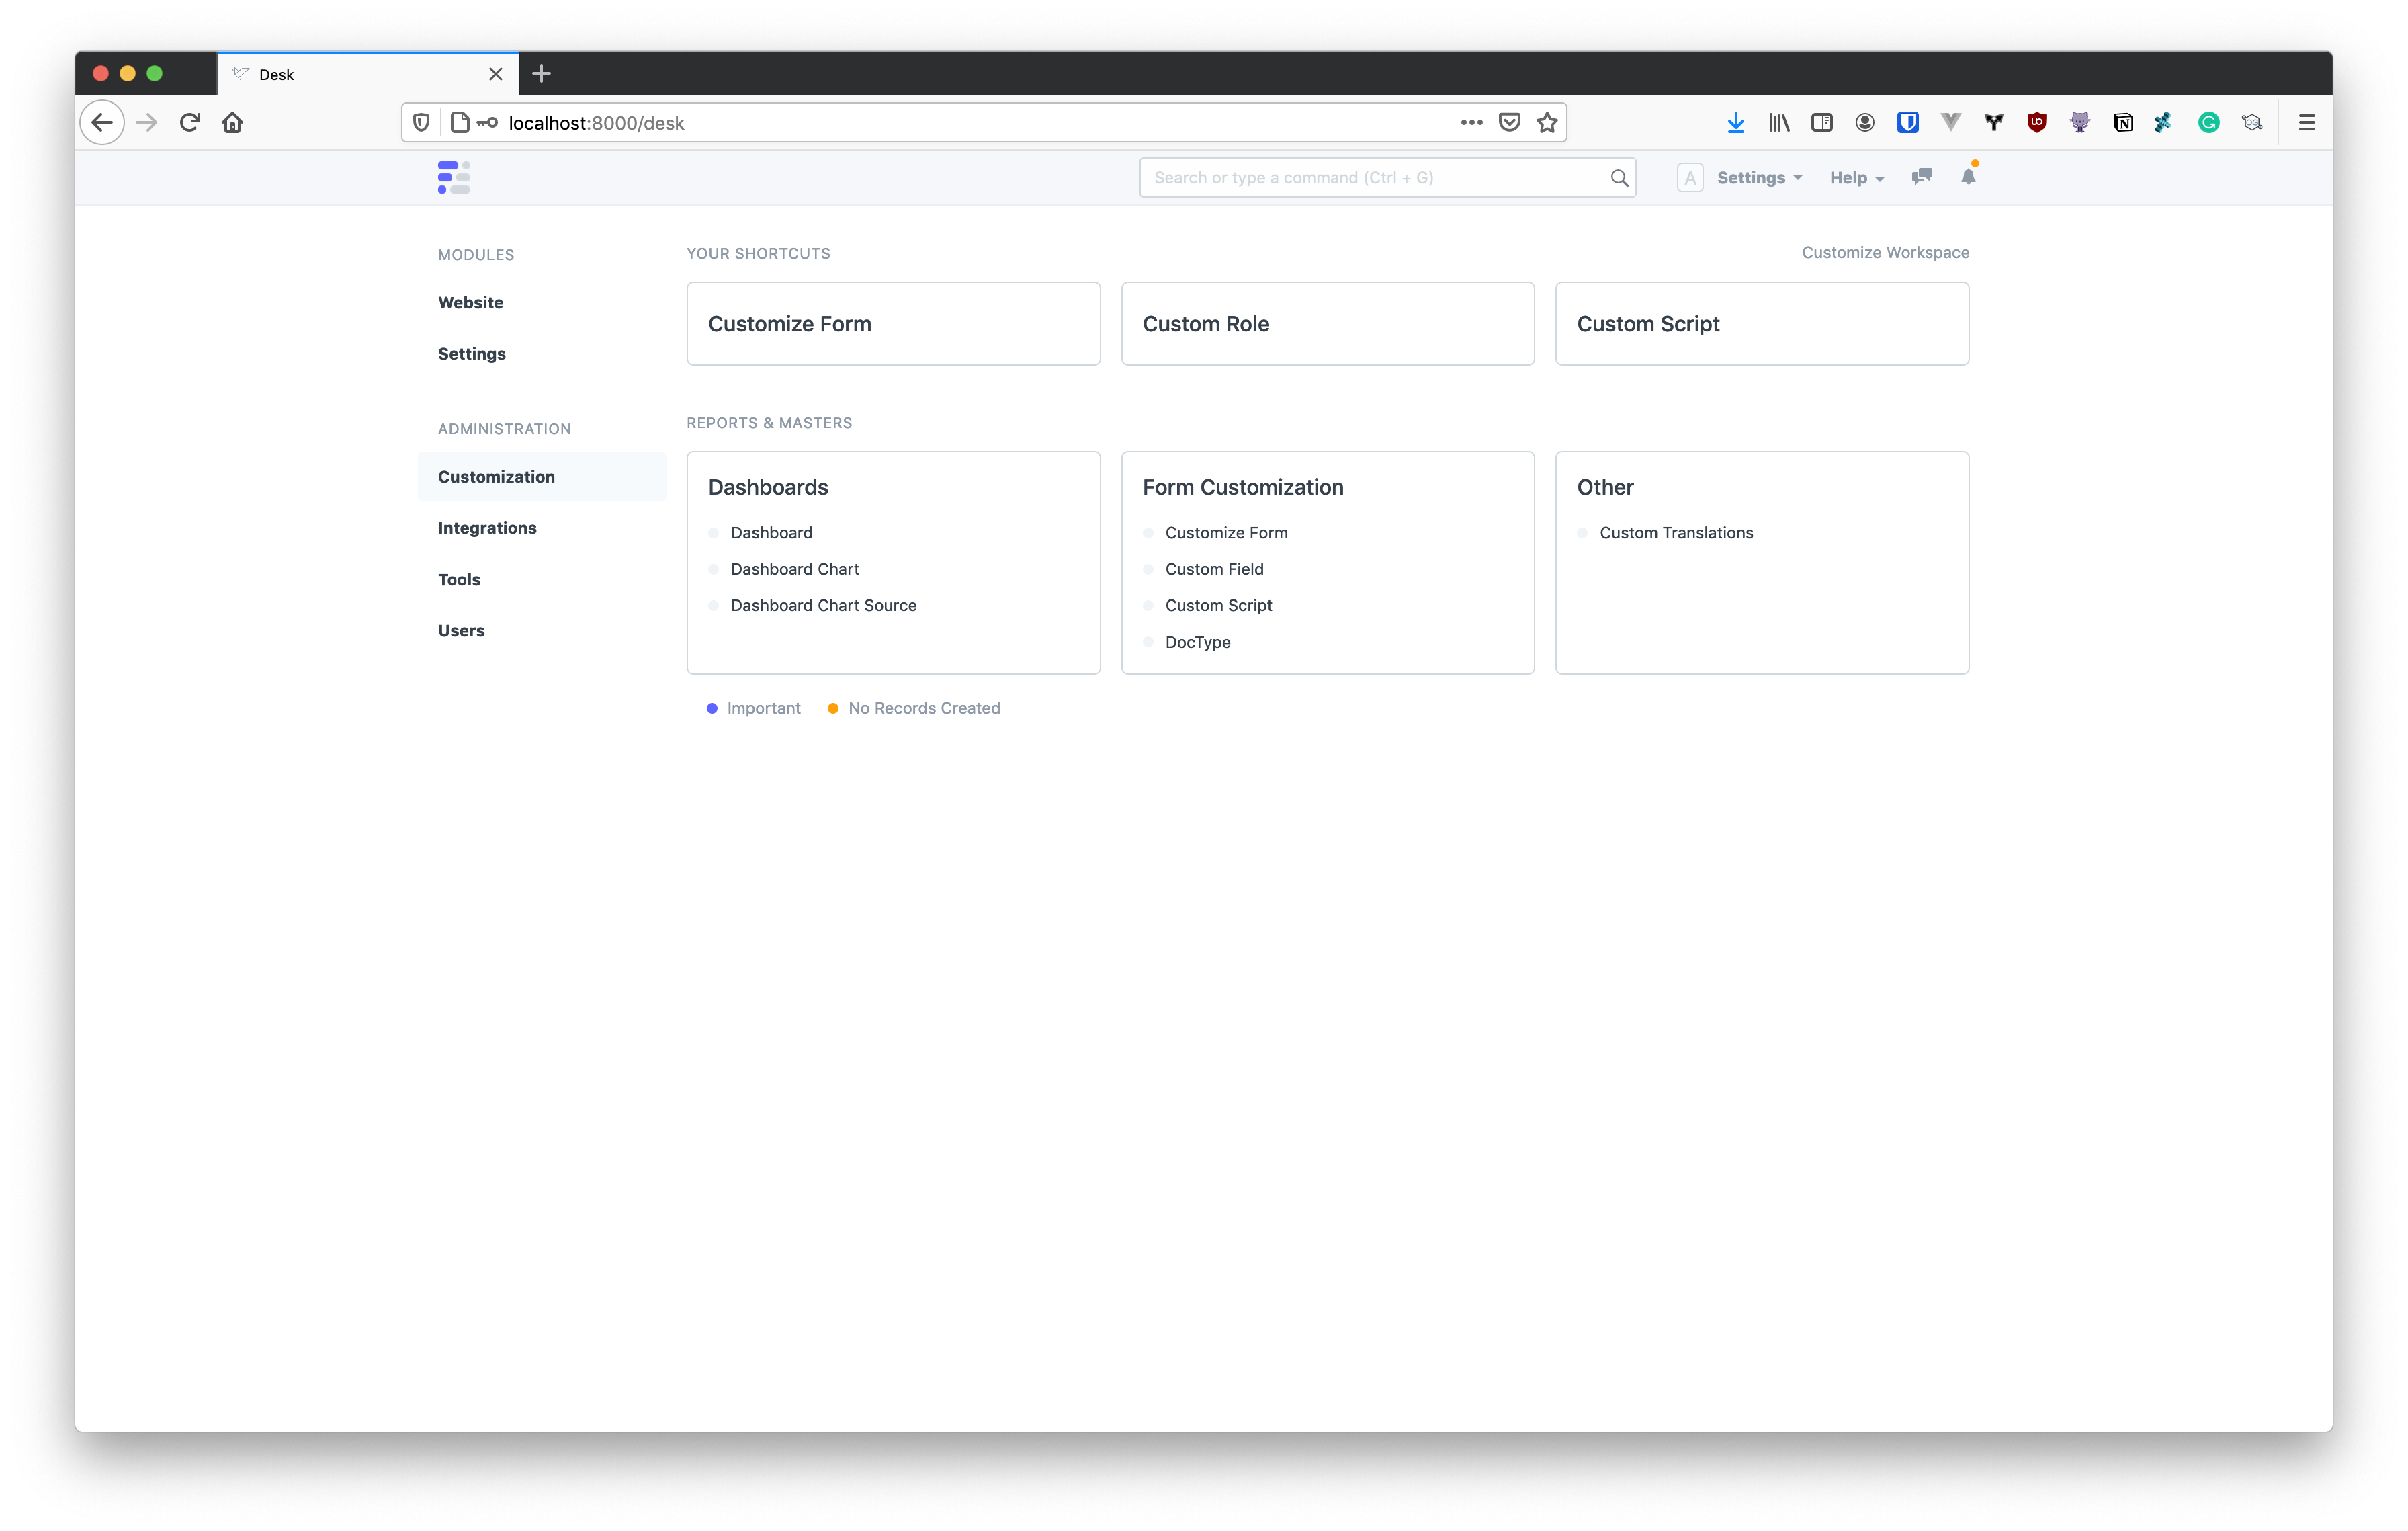 Desk
localhost:8000/desk
Search or type a command (Ctrl + G)
A
Settings
Help
MODULES
Website
Settings
ADMINISTRATION
Customization
Integrations
Tools
Users
YOUR SHORTCUTS
Customize Workspace
Customize Form
Custom Role
Custom Script
REPORTS & MASTERS
Dashboards
Dashboard
Dashboard Chart
Dashboard Chart Source
Form Customization
Customize Form
Custom Field
Custom Script
DocType
Other
Custom Translations
Important
No Records Created